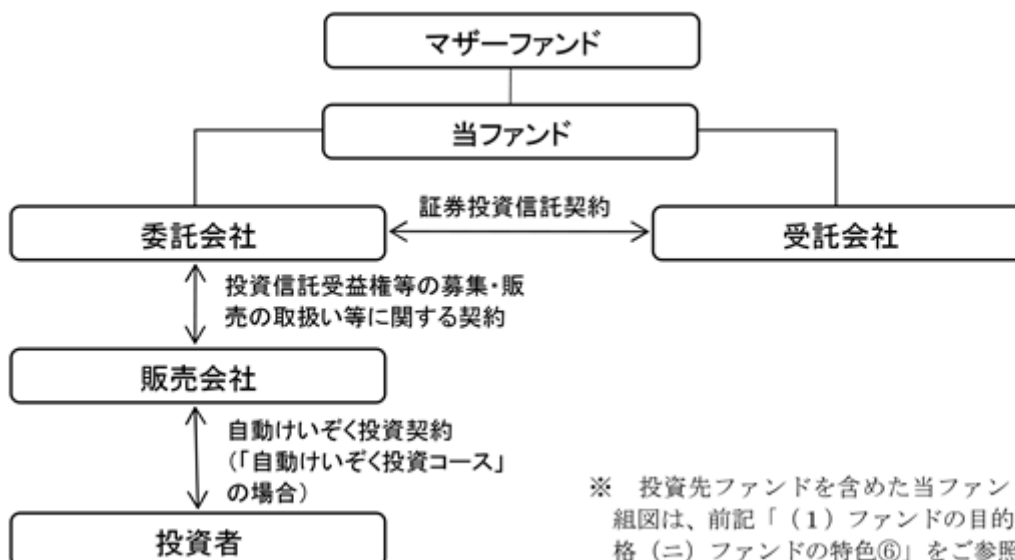 マザーファンド
当ファンド
証券投資信託契約
委託会社
受託会社
投資信託受益権等の募集・販
売の取扱い等に関する契約
販売会社
自動けいぞく投資契約
(「自動けいぞく投資コース」
の場合)
投資者
※ 投資先ファンドを含めた当ファン
組図は、前記「（1）ファンドの目的
格（ニ）ファンドの特色⑥」をご参照